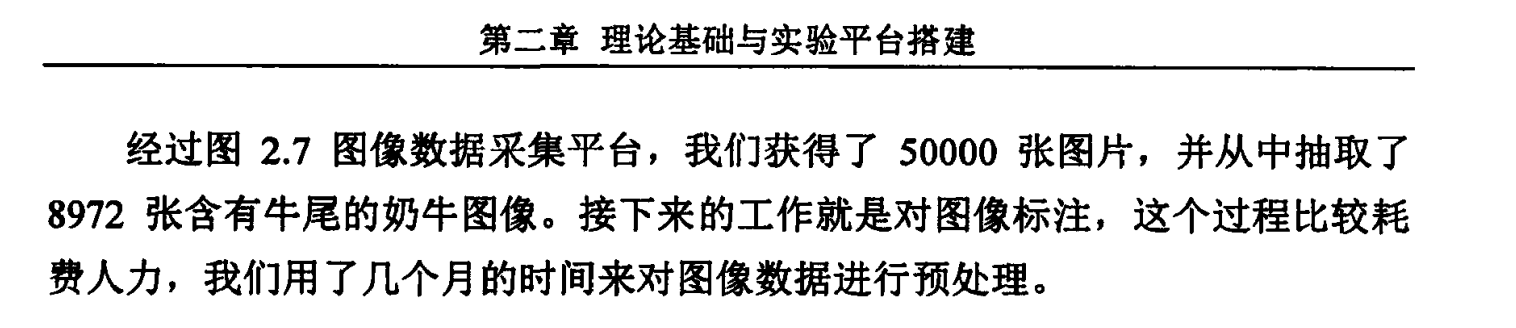 第二章 理论基础与实验平台搭建
经过图 2.7 图像数据采集平台，我们获得了 50000 张图片，并从中抽取了
8972 张含有牛尾的奶牛图像。接下来的工作就是对图像标注，这个过程比较耗
费人力，我们用了几个月的时间来对图像数据进行预处理。